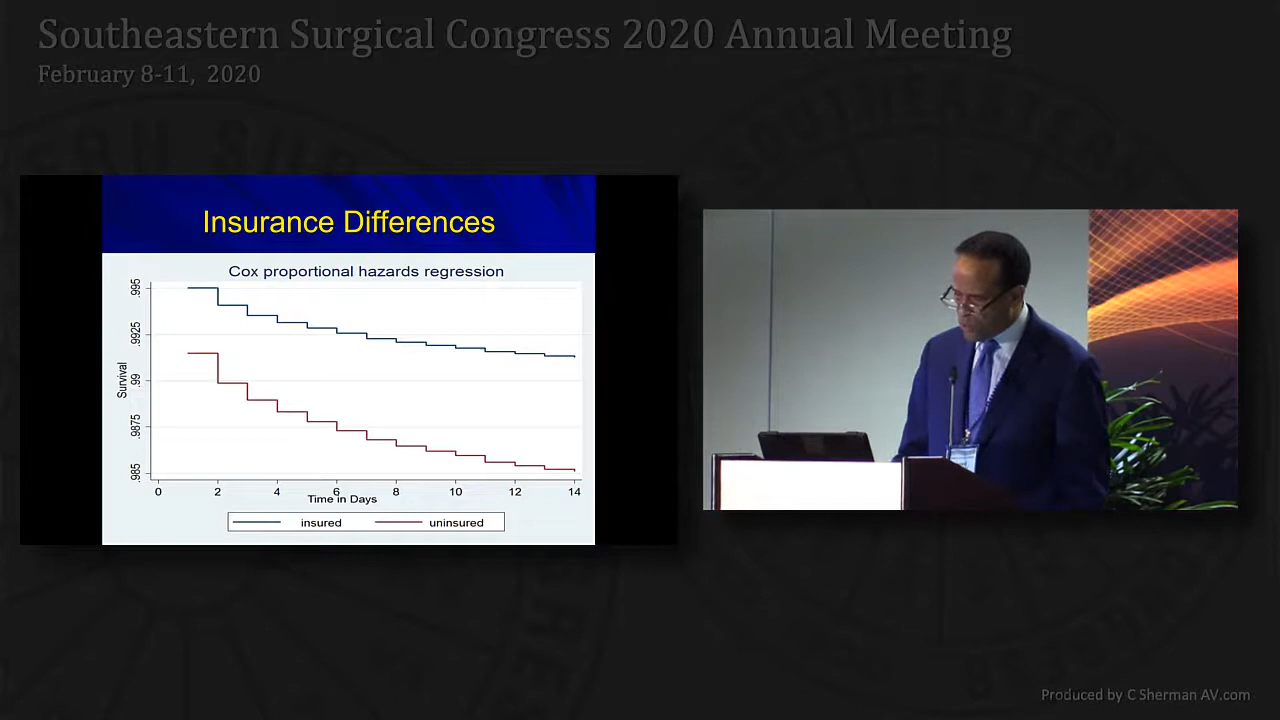 Southeastern Surgical Congress 2020 Annual Meeting
February 8-11, 2020
Insurance Differences
Cox proportional hazards regression
.995
.9925
.99
.9875
.985
Survival
0 2 4 6 8 10 12 14
Time in Days
insured uninsured
Produced by C Sherman AV.com